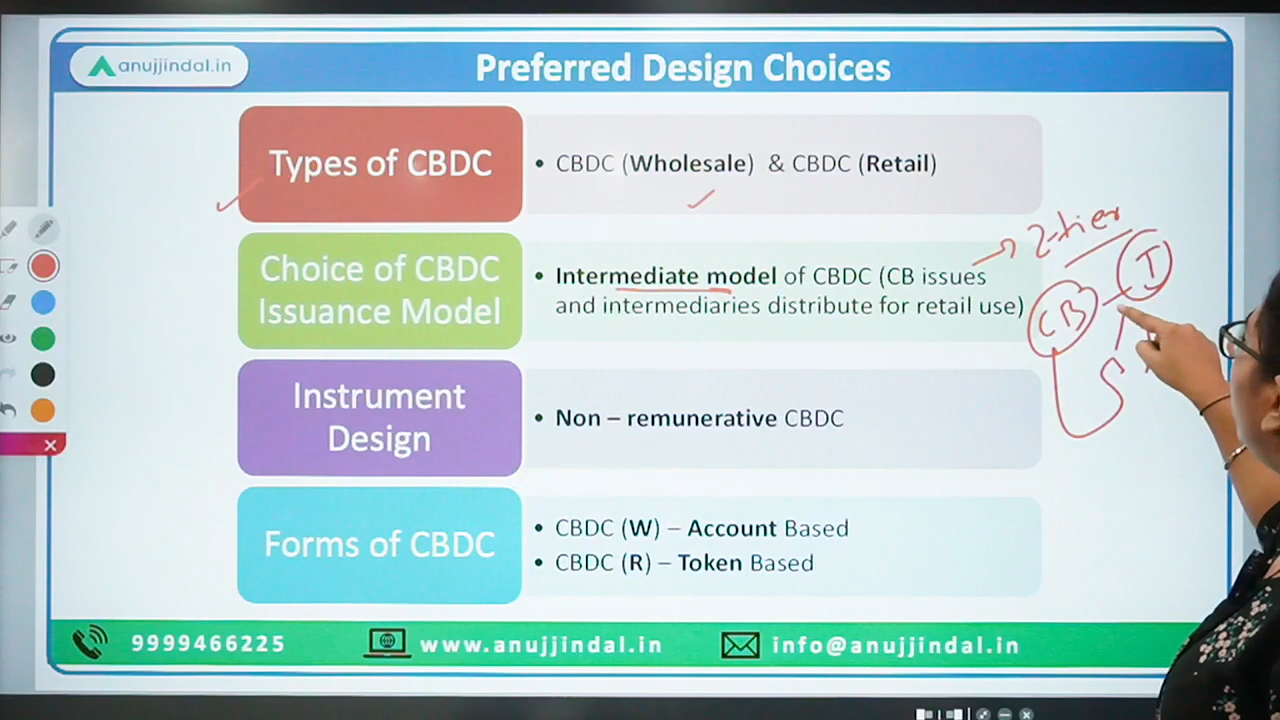 anujjindal.in
Preferred Design Choices
Types of CBDC
• CBDC (Wholesale) & CBDC (Retail)
2-tier
I
CB
Choice of CBDC
Issuance Model
• Intermediate model of CBDC (CB issues
and intermediaries distribute for retail use)
Instrument
Design
• Non – remunerative CBDC
Forms of CBDC
• CBDC (W) – Account Based
• CBDC (R) – Token Based
9999466225
www.anujjindal.in
info@anujjindal.in